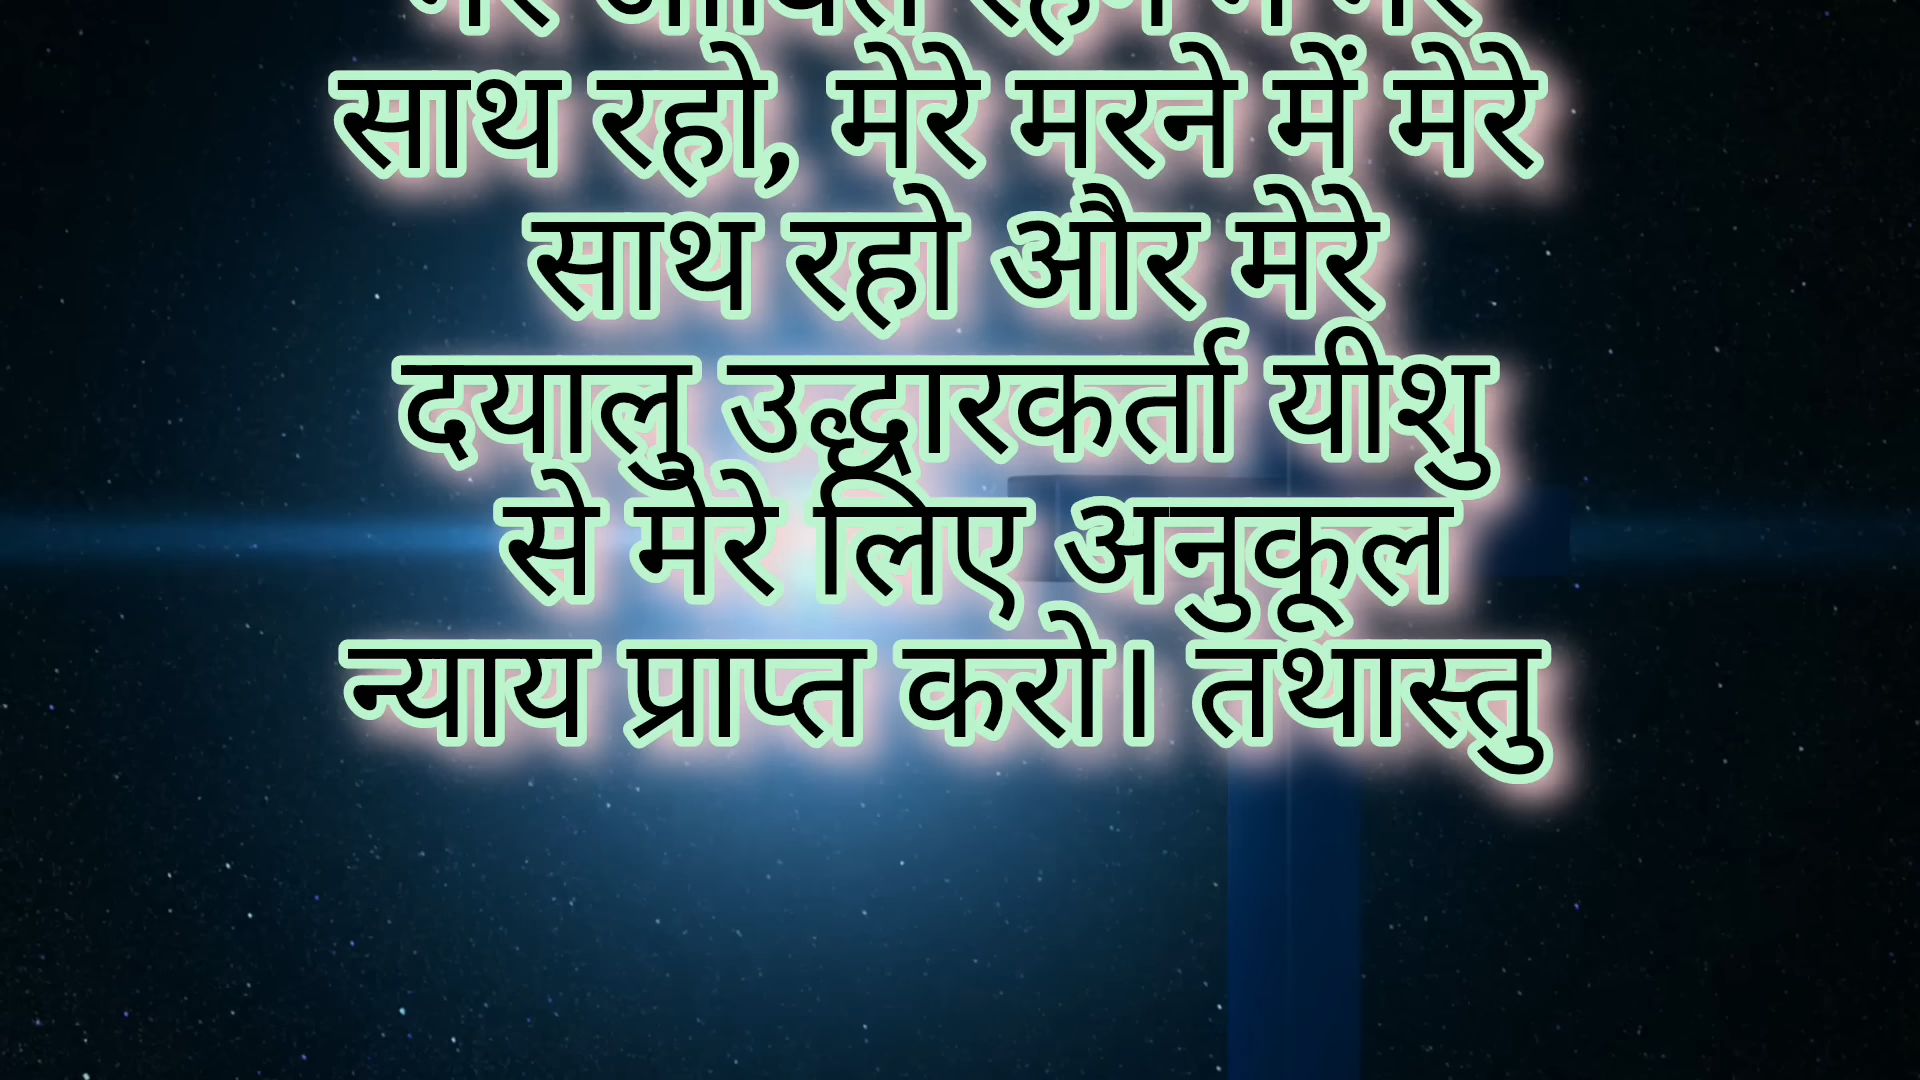 साथ रहो, मेरे मरने में मेरे
साथ रहो और मेरे
दयालु उद्धारकर्ता यीशु
से मेरे लिए अनुकूल
न्याय प्राप्त करो। तथास्तु